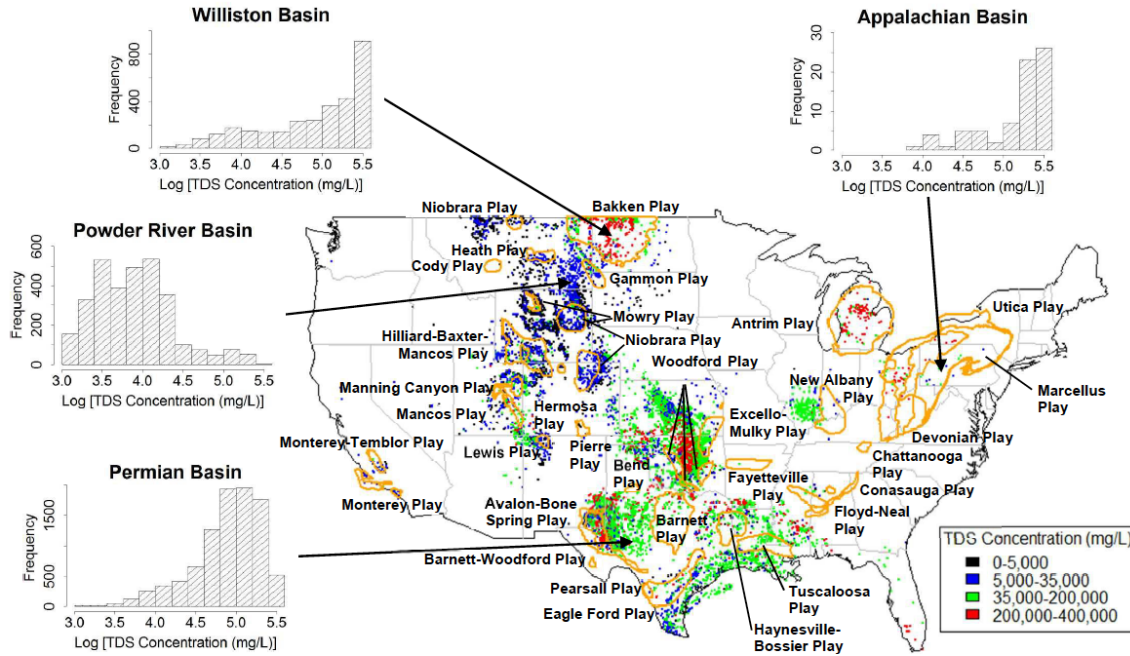 Williston Basin
Frequency
800
400
0
3.0 3.5 4.0 4.5 5.0 5.5
Log [TDS Concentration (mg/L)]
Appalachian Basin
Frequency
30
20
10
0
3.0 3.5 4.0 4.5 5.0 5.5
Log [TDS Concentration (mg/L)]
Powder River Basin
Frequency
600
400
200
0
3.0 3.5 4.0 4.5 5.0 5.5
Log [TDS Concentration (mg/L)]
Permian Basin
Frequency
1500
500
0
3.0 3.5 4.0 4.5 5.0 5.5
Log [TDS Concentration (mg/L)]
Niobrara Play
Bakken Play
Heath Play
Cody Play
Gammon Play
Mowry Play
Hilliard-Baxter-
Mancos Play
Niobrara Play
Woodford Play
Antrim Play
Utica Play
Marcellus
Play
Manning Canyon Play
Mancos Play
Hermosa
Play
New Albany
Play
Excello-
Mulky Play
Devonian Play
Monterey-Temblor Play
Lewis Play
Pierre
Play
Bend
Play
Chattanooga
Play
Fayetteville
Play
Conasauga Play
Floyd-Neal
Play
Monterey Play
Avalon-Bone
Spring Play
Barnett
Play
Barnett-Woodford Play
Pearsall Play
Eagle Ford Play
Tuscaloosa
Play
Haynesville-
Bossier Play
TDS Concentration (mg/L)
0-5,000
5,000-35,000
35,000-200,000
200,000-400,000